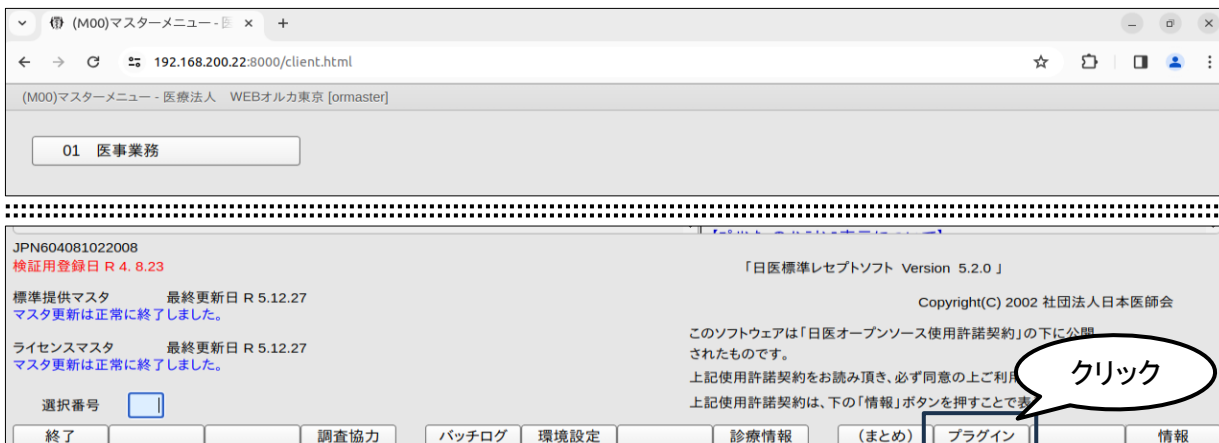 (M00)マスターメニュー - 医
192.168.200.22:8000/client.html
(M00)マスターメニュー - 医療法人　WEBオルカ東京 [ormaster]
01　医事業務
JPN604081022008
検証用登録日 R 4. 8.23
「日医標準レセプトソフト Version 5.2.0 」
標準提供マスタ　最終更新日 R 5.12.27
Copyright(C) 2002 社団法人日本医師会
マスタ更新は正常に終了しました。
このソフトウェアは「日医オープンソース使用許諾契約」の下に公開
されたものです。
ライセンスマスタ　最終更新日 R 5.12.27
マスタ更新は正常に終了しました。
上記使用許諾契約をお読み頂き、必ず同意の上ご利用
クリック
選択番号
上記使用許諾契約は、下の「情報」ボタンを押すことで表
終了　調査協力　バッチログ　環境設定　診療情報　(まとめ)　プラグイン　情報